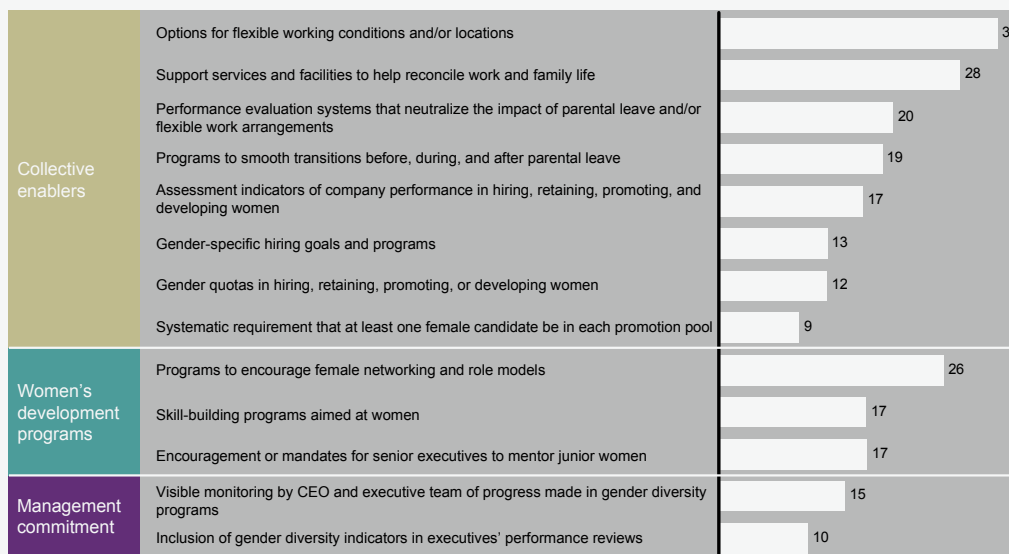 Collective
enablers
Options for flexible working conditions and/or locations
Support services and facilities to help reconcile work and family life
28
Performance evaluation systems that neutralize the impact of parental leave and/or
flexible work arrangements
20
Programs to smooth transitions before, during, and after parental leave
19
Assessment indicators of company performance in hiring, retaining, promoting, and
developing women
17
Gender-specific hiring goals and programs
13
Gender quotas in hiring, retaining, promoting, or developing women
12
Systematic requirement that at least one female candidate be in each promotion pool
9
Women's
development
programs
Programs to encourage female networking and role models
26
Skill-building programs aimed at women
17
Encouragement or mandates for senior executives to mentor junior women
17
Management
commitment
Visible monitoring by CEO and executive team of progress made in gender diversity
programs
15
Inclusion of gender diversity indicators in executives' performance reviews
10